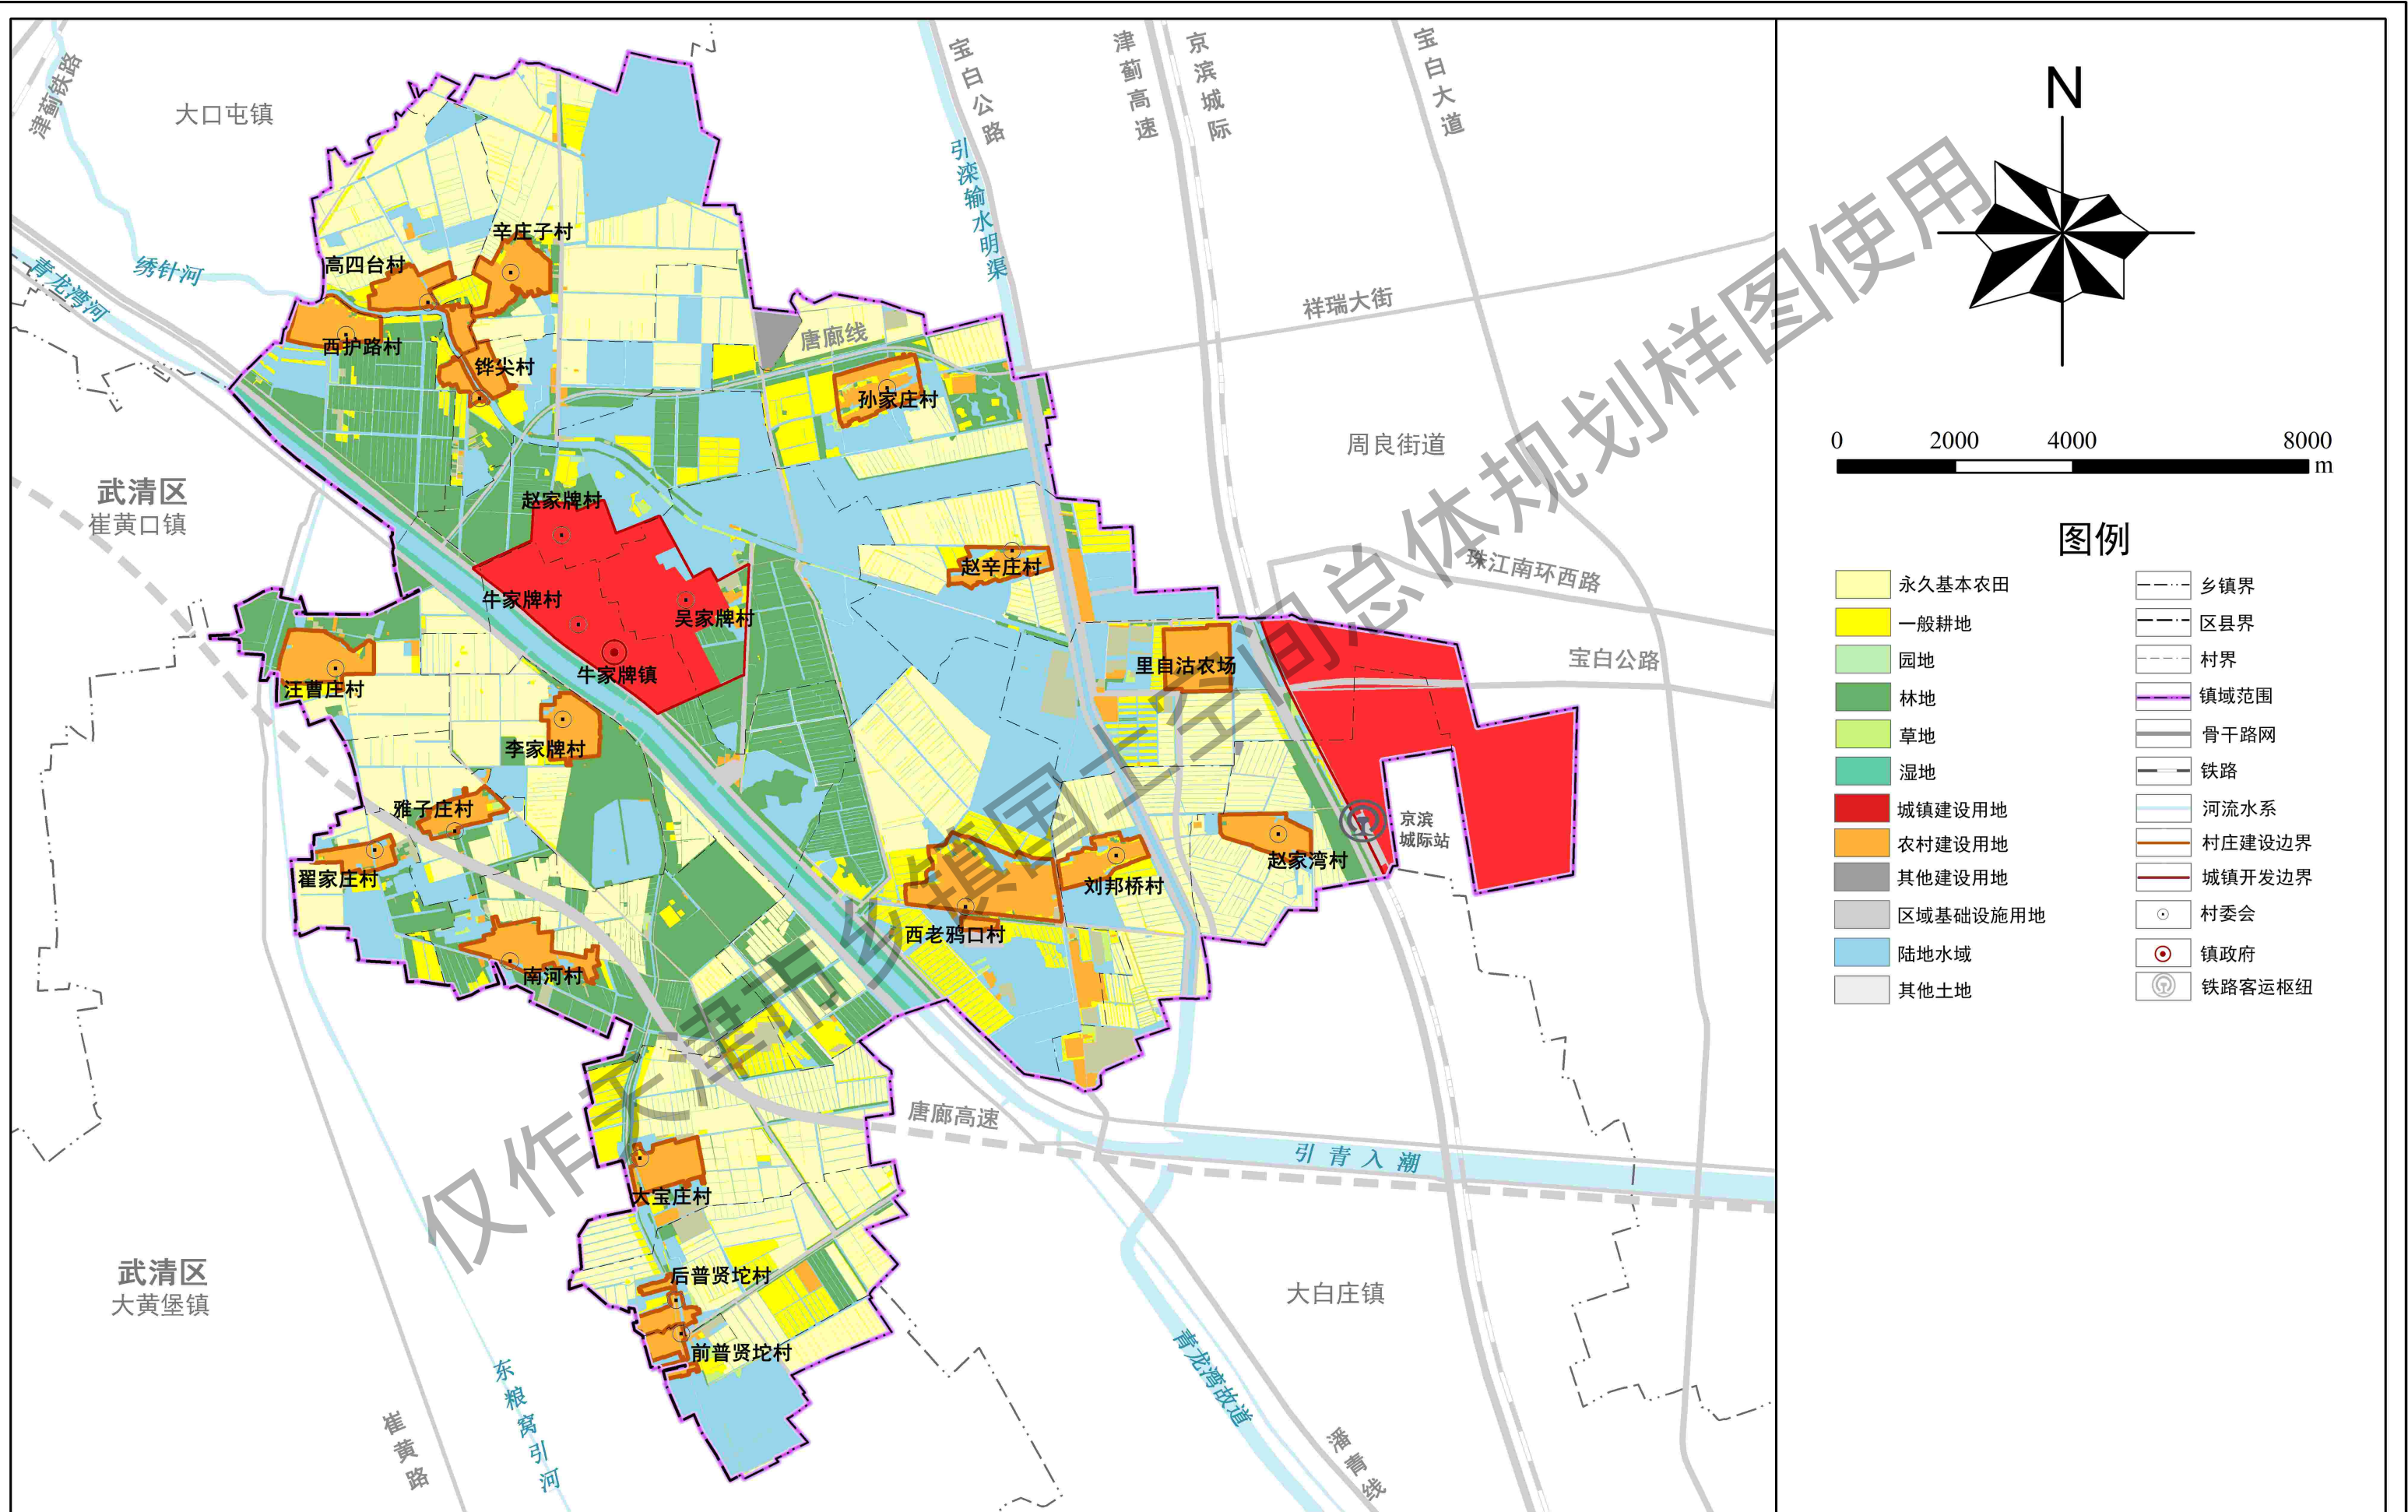 津蓟铁路
大口屯镇
宝白公路
津蓟高速
京滨城际
宝白大道
引滦输水明渠
青龙湾河
绣针河
辛庄子村
高四台村
西护路村
铧尖村
唐廊线
孙家庄村
祥瑞大街
周良街道
武清区
崔黄口镇
赵家牌村
牛家牌村
吴家牌村
牛家牌镇
赵辛庄村
里自沽农场
珠江南环西路
宝白公路
汪曹庄村
李家牌村
雅子庄村
翟家庄村
南河村
西老鸦口村
刘邦桥村
赵家湾村
京滨
城际站
唐廊高速
引青入潮
大宝庄村
后普贤坨村
前普贤坨村
武清区
大黄堡镇
大白庄镇
崔黄路
东粮窝引河
青龙湾故道
潘青线
仅作天津市乡镇国土空间总体规划样图使用
N
0 2000 4000 8000
m
图例
永久基本农田
一般耕地
园地
林地
草地
湿地
城镇建设用地
农村建设用地
其他建设用地
区域基础设施用地
陆地水域
其他土地
乡镇界
区县界
村界
镇域范围
骨干路网
铁路
河流水系
村庄建设边界
城镇开发边界
村委会
镇政府
铁路客运枢纽